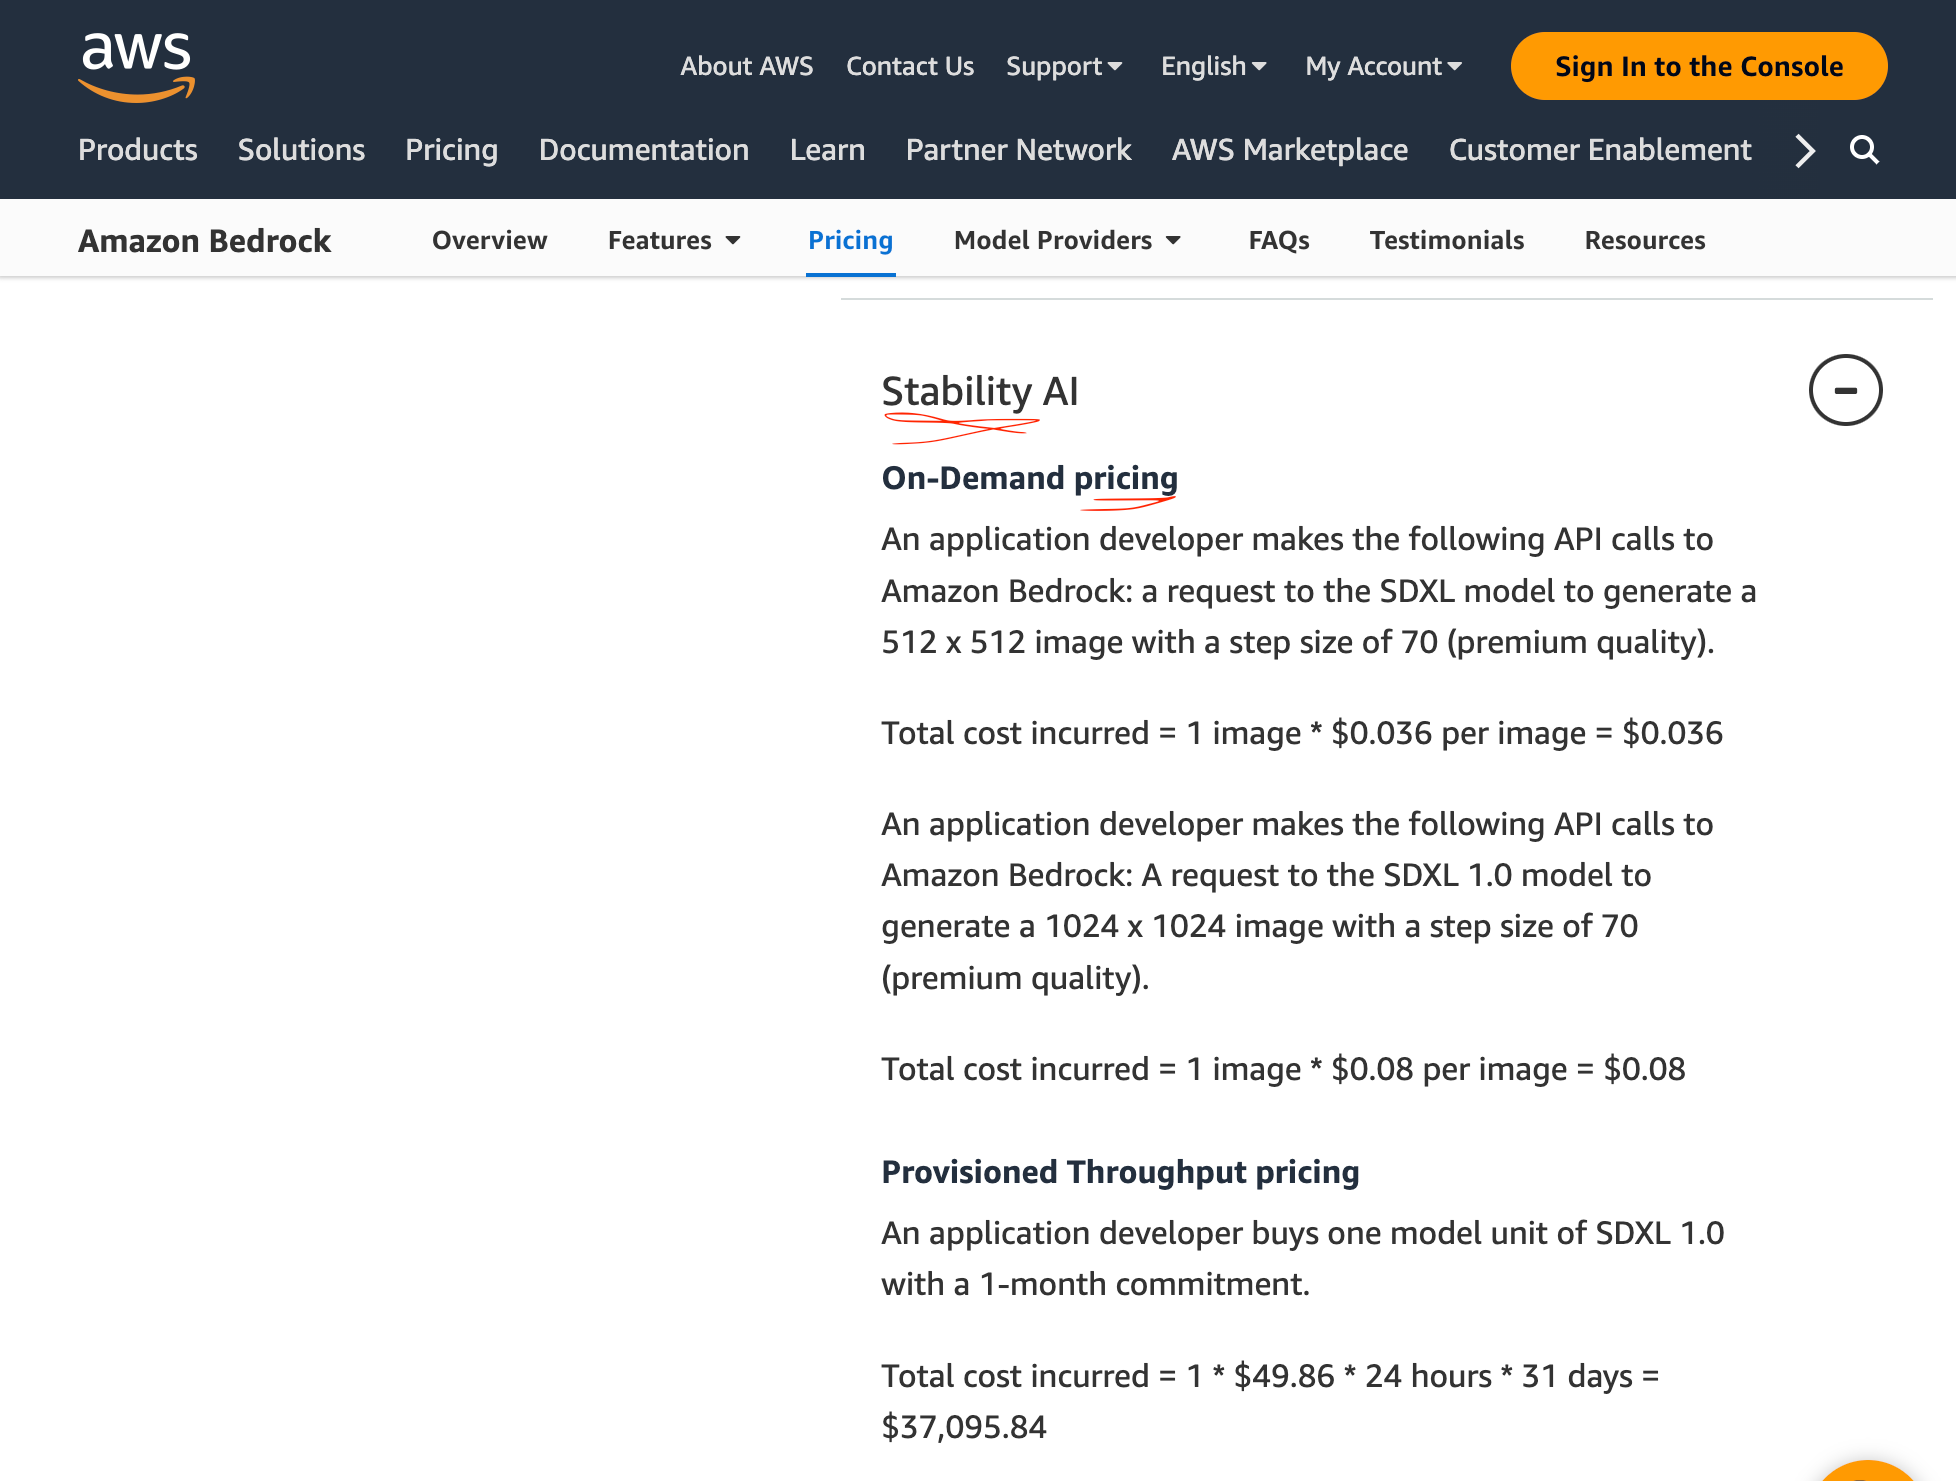 aws
About AWS Contact Us Support English My Account Sign In to the Console
Products Solutions Pricing Documentation Learn Partner Network AWS Marketplace Customer Enablement
Amazon Bedrock Overview Features Pricing Model Providers FAQs Testimonials Resources
Stability AI
On-Demand pricing
An application developer makes the following API calls to
Amazon Bedrock: a request to the SDXL model to generate a
512 x 512 image with a step size of 70 (premium quality).
Total cost incurred = 1 image * $0.036 per image = $0.036
An application developer makes the following API calls to
Amazon Bedrock: A request to the SDXL 1.0 model to
generate a 1024 x 1024 image with a step size of 70
(premium quality).
Total cost incurred = 1 image * $0.08 per image = $0.08
Provisioned Throughput pricing
An application developer buys one model unit of SDXL 1.0
with a 1-month commitment.
Total cost incurred = 1 * $49.86 * 24 hours * 31 days =
$37,095.84